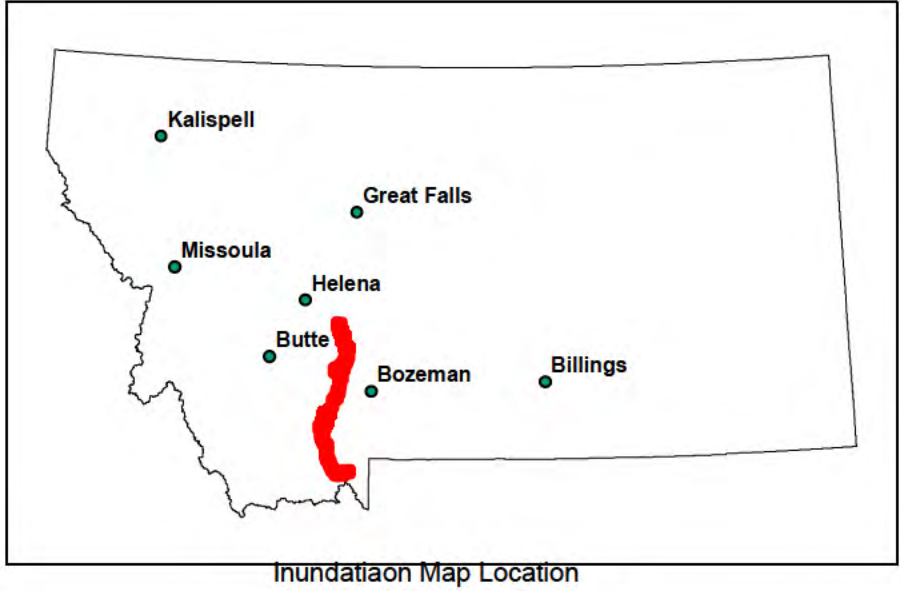 Kalispell
Great Falls
Missoula
Helena
Butte
Billings
Bozeman
Inundatiaon Map Location